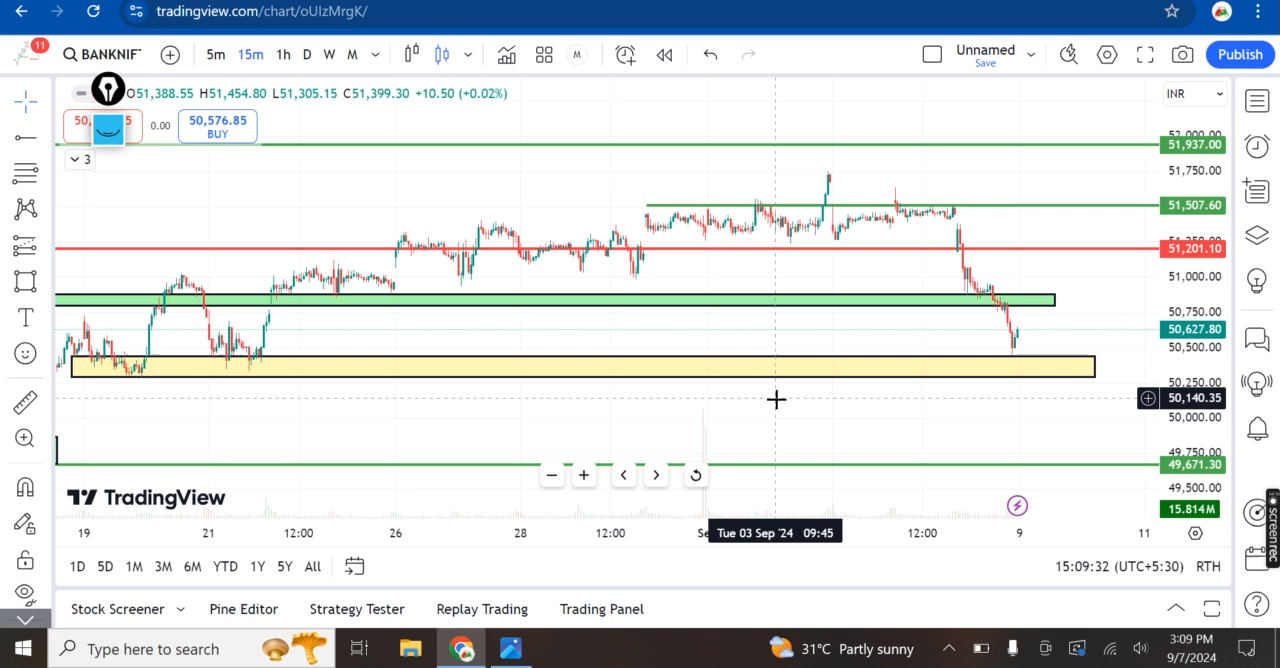 tradingview.com/chart/oUIzMrgK/
11
BANKNIF
5m 15m 1h D W M
M
Unnamed
Save
Publish
O51,388.55 H51,454.80 L51,305.15 C51,399.30 +10.50 (+0.02%)
INR
0.00
50,576.85
BUY
3
51,937.00
51,750.00
51,507.60
51,201.10
51,000.00
50,750.00
50,627.80
50,500.00
50,250.00
50,140.35
50,000.00
49,671.30
49,500.00
TradingView
15.814M
19 21 12:00 26 28 12:00
Tue 03 Sep '24 09:45
12:00 9 11
screenrec
1D 5D 1M 3M 6M YTD 1Y 5Y All
15:09:32 (UTC+5:30) RTH
Stock Screener Pine Editor Strategy Tester Replay Trading Trading Panel
Type here to search
31°C Partly sunny
3:09 PM
9/7/2024